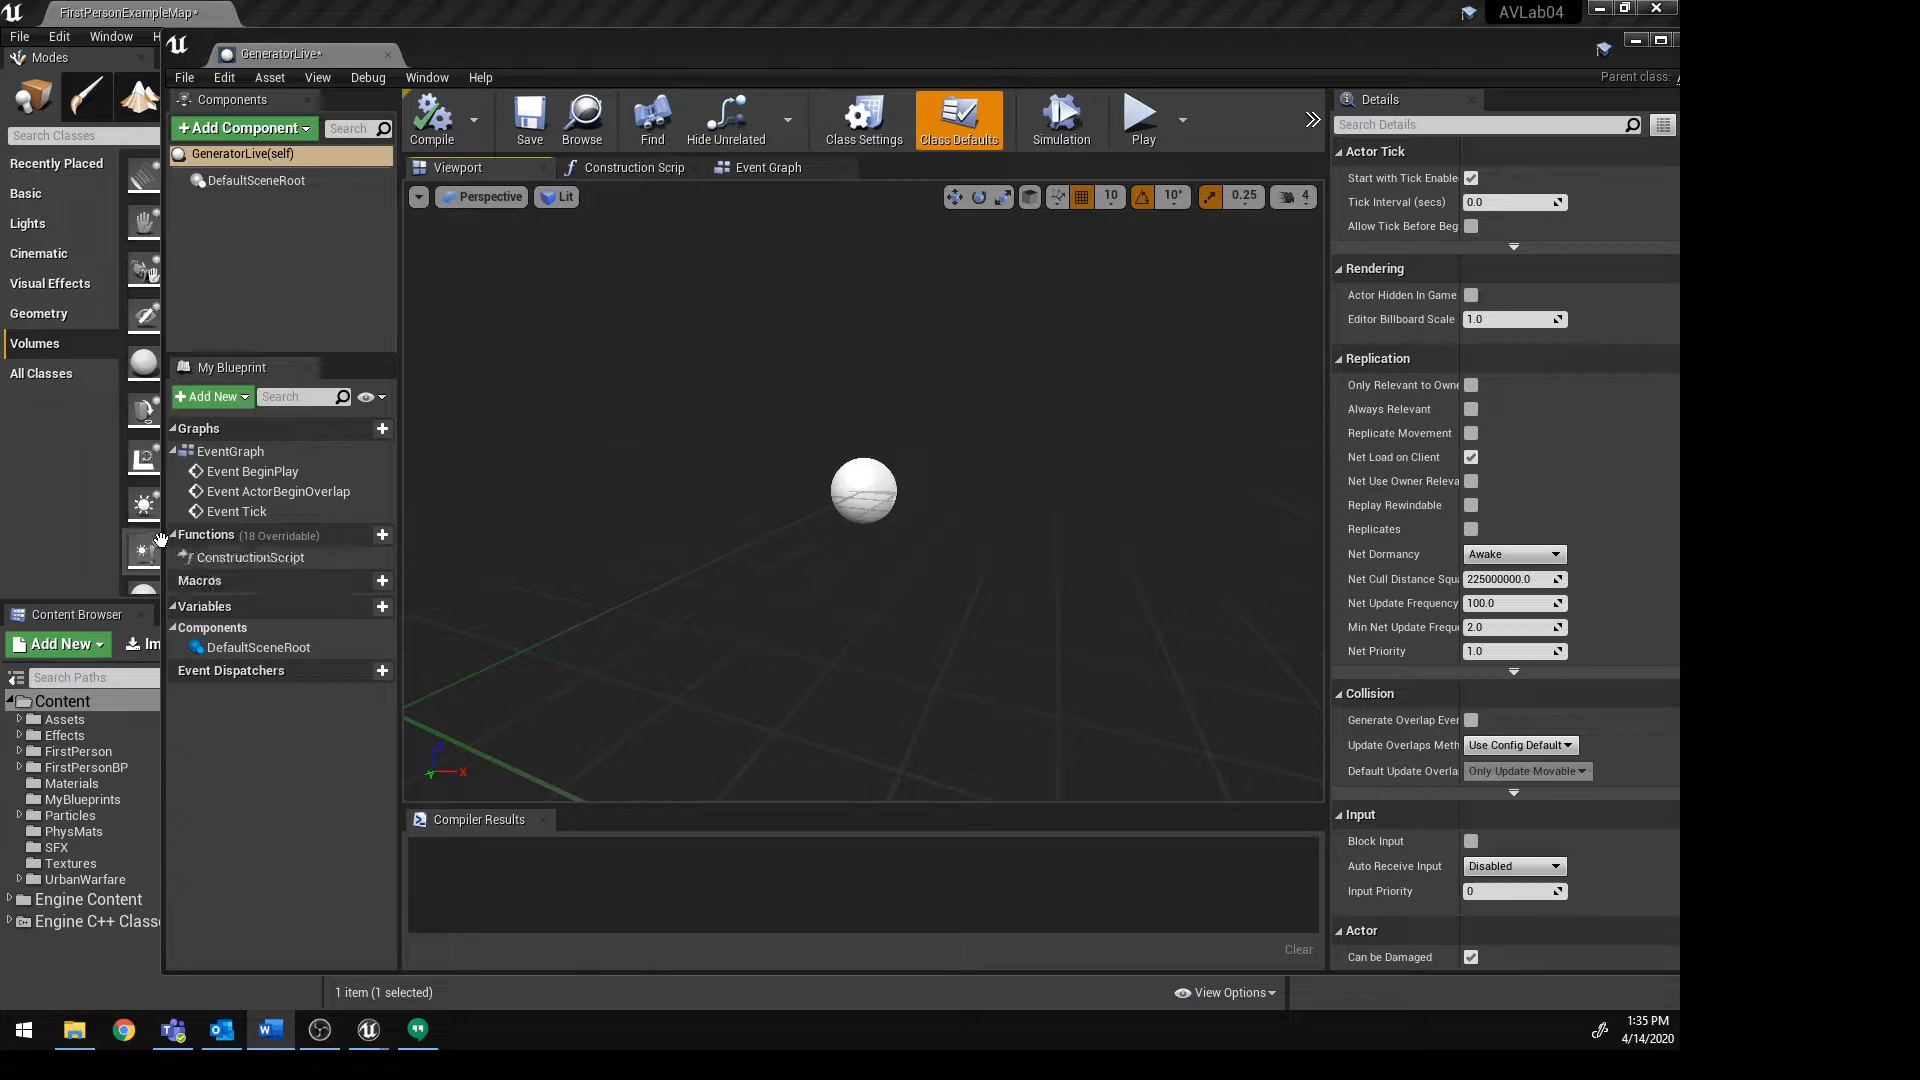 FirstPersonExampleMap*
AVLab04
File Edit Window
Modes
Search Classes
Recently Placed
Basic
Lights
Cinematic
Visual Effects
Geometry
Volumes
All Classes
Content Browser
Add New
Search Paths
Content
Assets
Effects
FirstPerson
FirstPersonBP
Materials
MyBlueprints
Particles
PhysMats
SFX
Textures
UrbanWarfare
Engine Content
Engine C++ Classe
GeneratorLive*
File Edit Asset View Debug Window Help
Parent class:
Components
+Add Component
Search
GeneratorLive(self)
DefaultSceneRoot
My Blueprint
+Add New
Search
Graphs
EventGraph
Event BeginPlay
Event ActorBeginOverlap
Event Tick
Functions (18 Overridable)
ConstructionScript
Macros
Variables
Components
DefaultSceneRoot
Event Dispatchers
Compile
Save
Browse
Find
Hide Unrelated
Class Settings
Class Defaults
Simulation
Play
Viewport
Construction Scrip
Event Graph
Perspective
Lit
10
10°
0.25
4
Z
X
Y
Compiler Results
Clear
Details
Search Details
Actor Tick
Start with Tick Enable
Tick Interval (secs) 0.0
Allow Tick Before Beg
Rendering
Actor Hidden In Game
Editor Billboard Scale 1.0
Replication
Only Relevant to Owne
Always Relevant
Replicate Movement
Net Load on Client
Net Use Owner Releva
Replay Rewindable
Replicates
Net Dormancy Awake
Net Cull Distance Squ 225000000.0
Net Update Frequency 100.0
Min Net Update Frequ 2.0
Net Priority 1.0
Collision
Generate Overlap Ever
Update Overlaps Meth Use Config Default
Default Update Overla Only Update Movable
Input
Block Input
Auto Receive Input Disabled
Input Priority 0
Actor
Can be Damaged
1 item (1 selected)
View Options
1:35 PM
4/14/2020